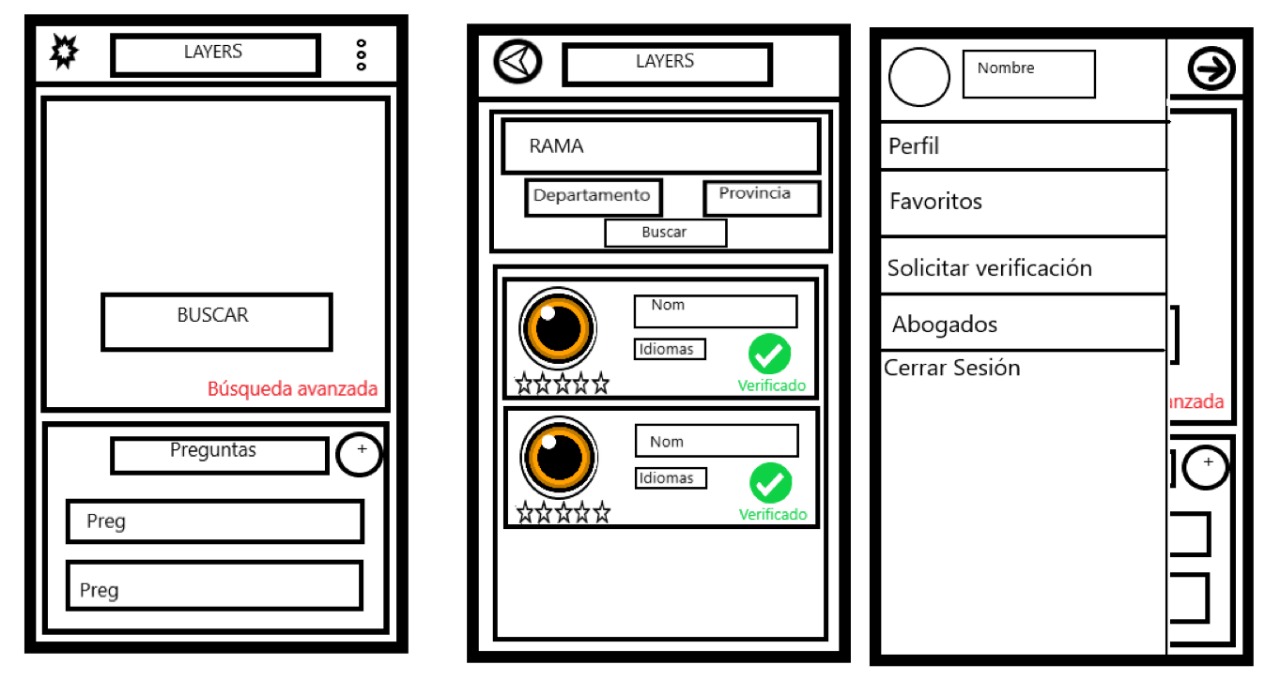 LAYERS
BUSCAR
Búsqueda avanzada
Preguntas
+
Preg
Preg
LAYERS
RAMA
Departamento
Provincia
Buscar
Nom
Idiomas
Verificado
Nom
Idiomas
Verificado
Nombre
Perfil
Favoritos
Solicitar verificación
Abogados
Cerrar Sesión
nzada
+